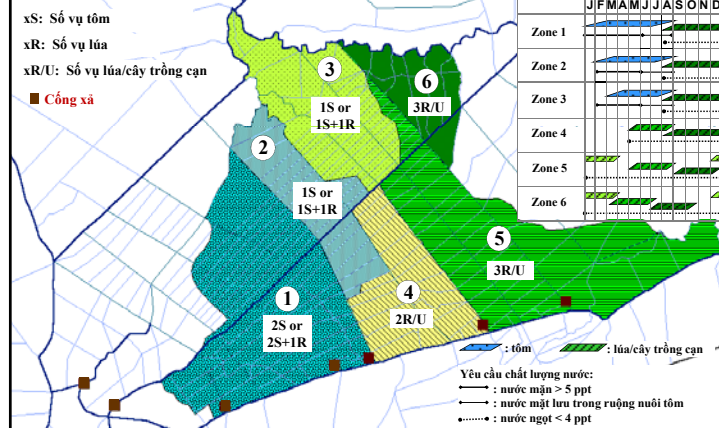 xS: Số vụ tôm
xR: Số vụ lúa
xR/U: Số vụ lúa/cây trồng cạn
Cống xả
J F M A M J J A S O N D
Zone 1
Zone 2
Zone 3
Zone 4
Zone 5
Zone 6
3
1S or
1S+1R
6
3R/U
2
1S or
1S+1R
5
3R/U
4
2R/U
1
2S or
2S+1R
: tôm
: lúa/cây trồng cạn
Yêu cầu chất lượng nước:
: nước mặn > 5 ppt
: nước mặt lưu trong ruộng nuôi tôm
: nước ngọt < 4 ppt